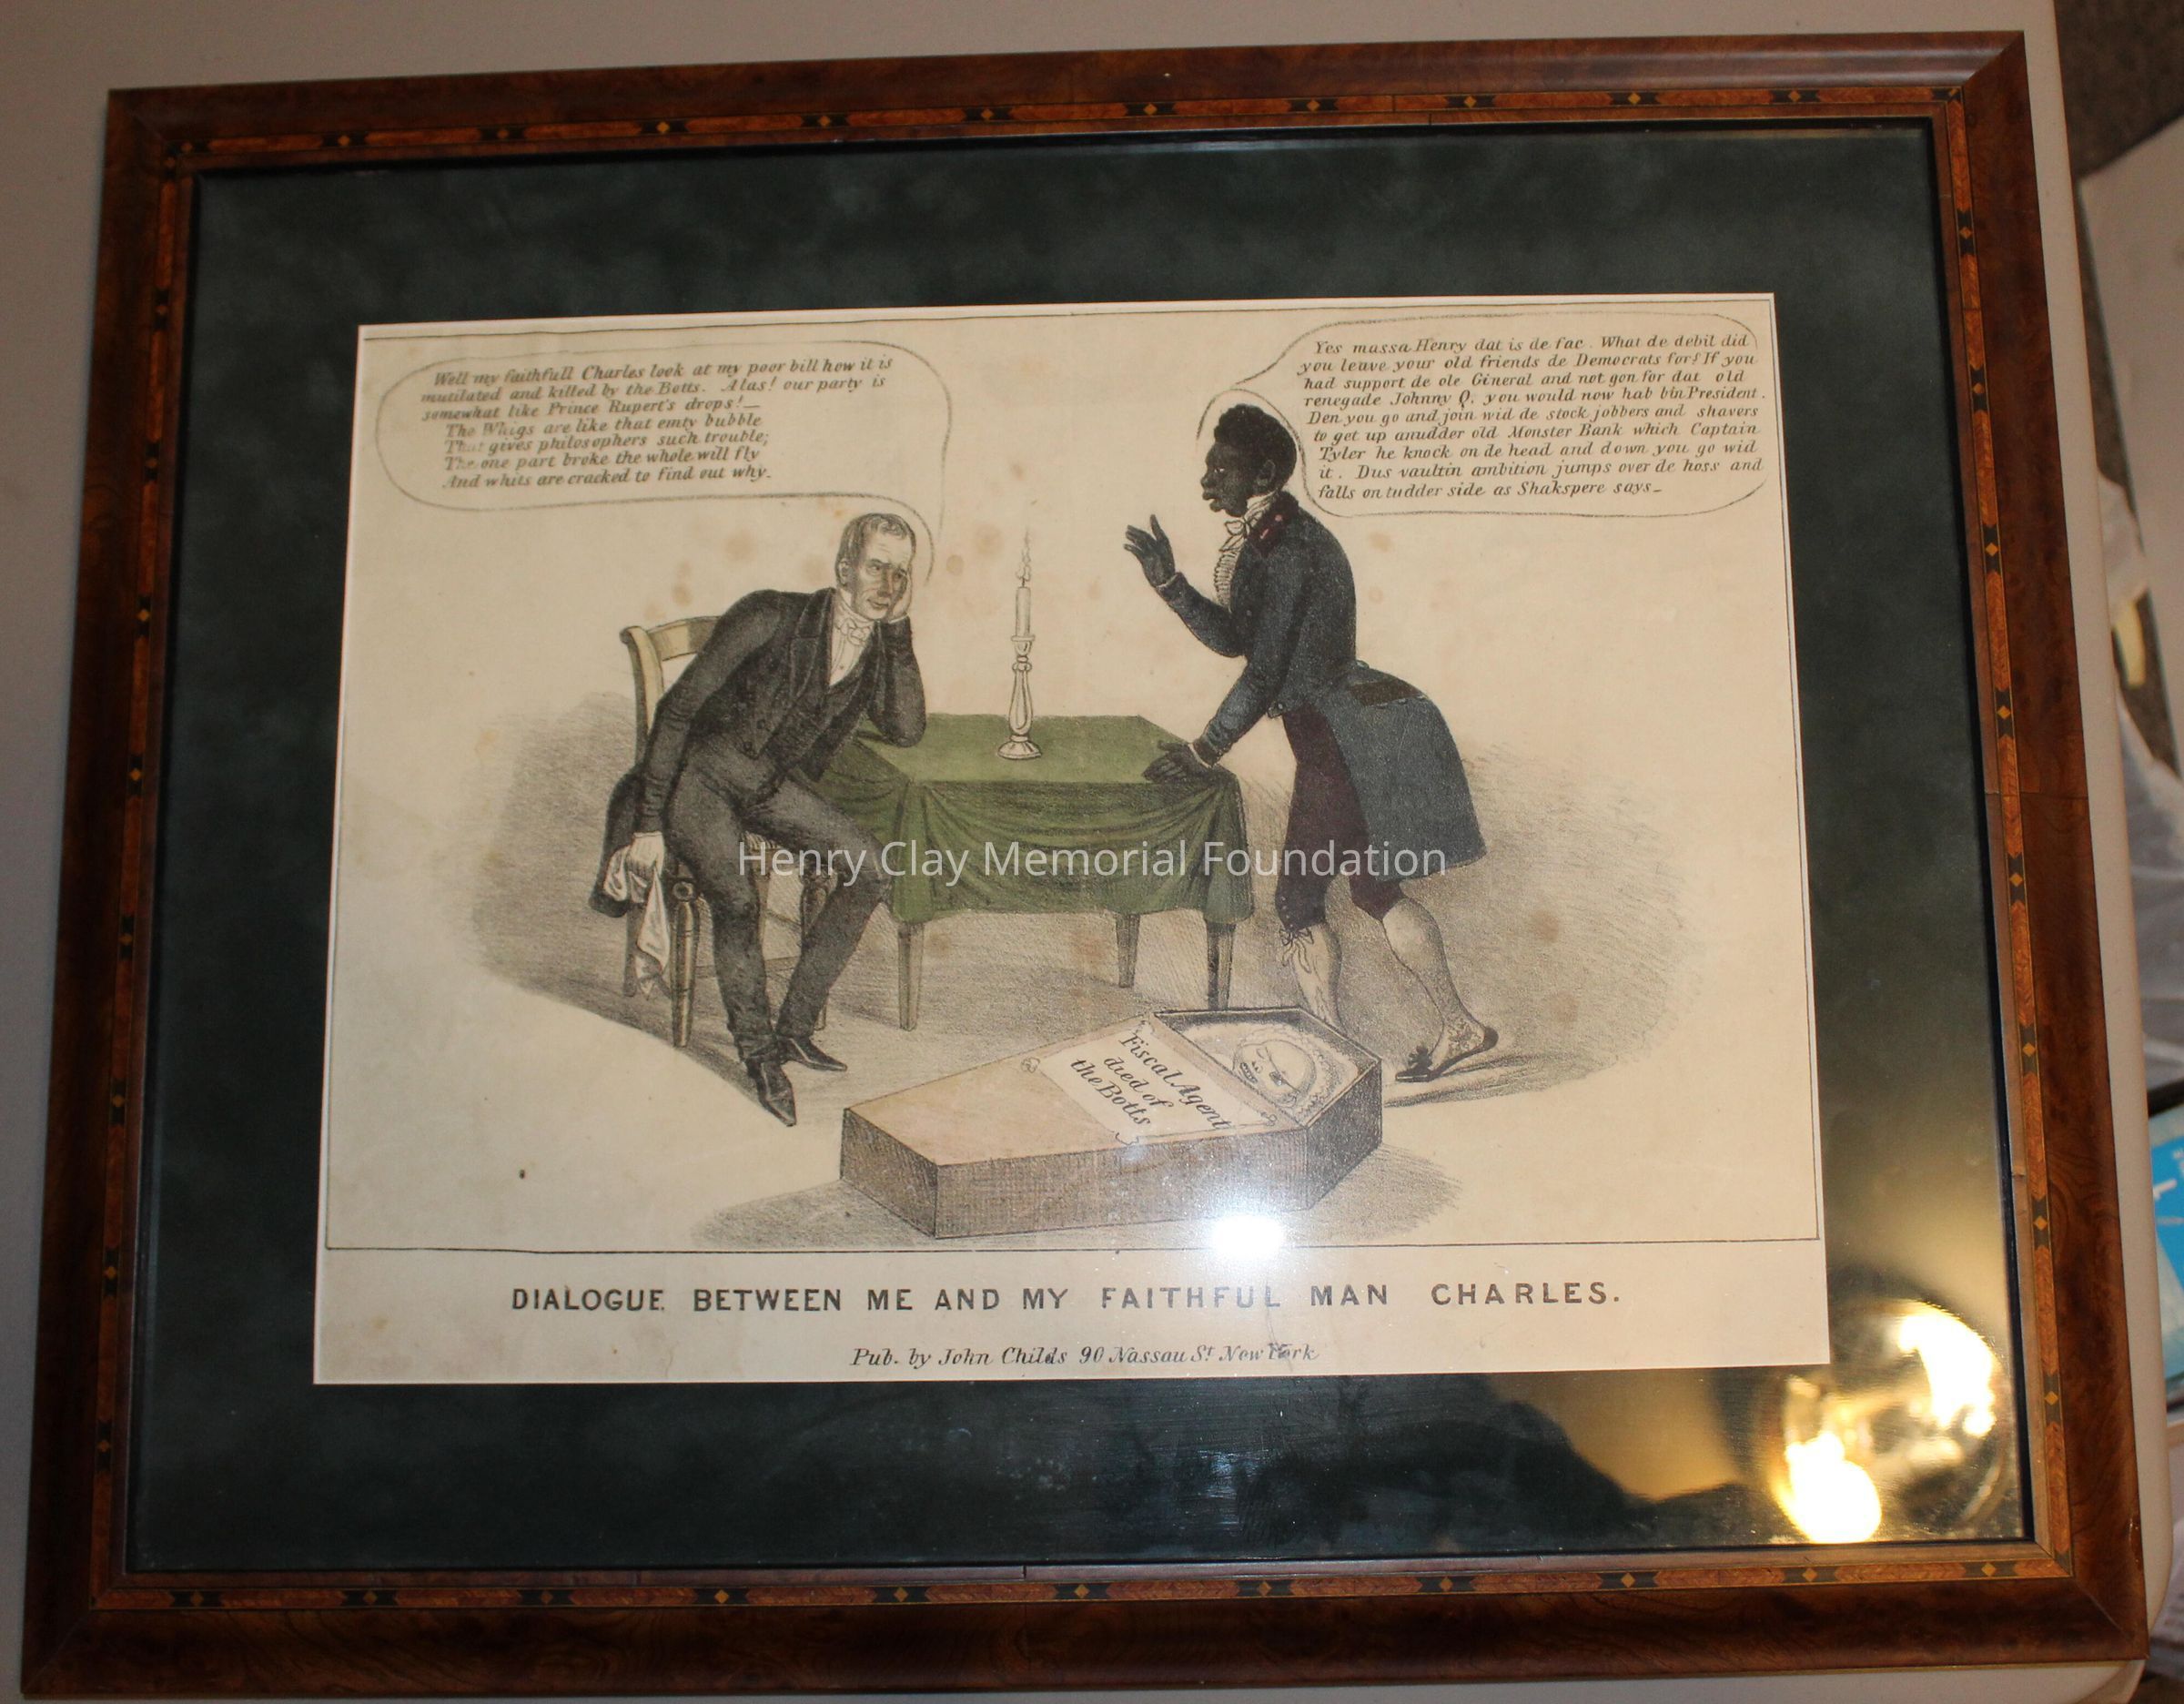 Well my faithfull Charles look at my poor bill how it is
mutilated and killed by the Botts. Alas! our party is
somewhat like Prince Rupert's drops!—
The Whigs are like that emty bubble
That gives philosophers such trouble;
The one part broke the whole will fly
And whits are cracked to find out why.
Yes massa Henry dat is de fac. What de debil did
you leave your old friends de Democrats for? If you
had support de ole Gineral and not gon for dat old
renegade Johnny Q. you would now hab bin President.
Den you go and join wid de stock jobbers and shavers
to get up anudder old Monster Bank which Captain
Tyler he knock on de head and down you go wid
it. Dus vaultin ambition jumps over de hoss and
falls on tudder side as Shakspere says—
Henry Clay Memorial Foundation
Fiscal Agent
died of
the Botts
DIALOGUE BETWEEN ME AND MY FAITHFUL MAN CHARLES.
Pub. by John Childs 90 Nassau St. New York